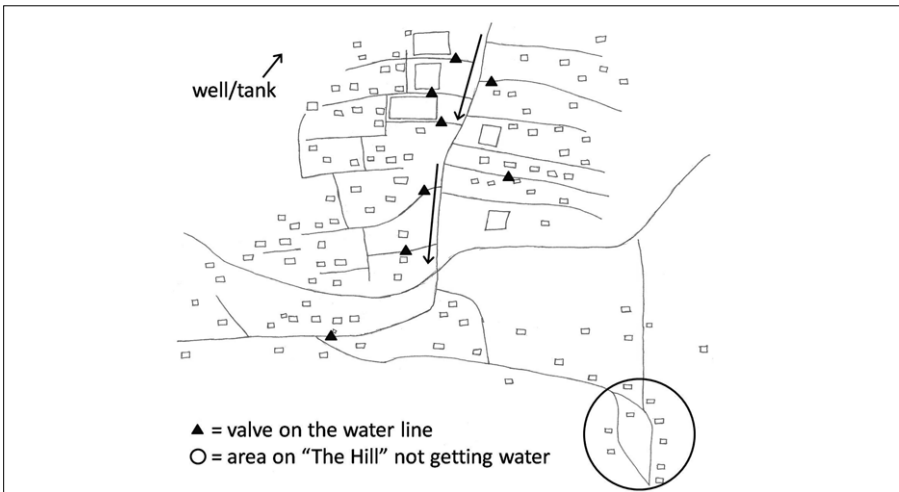 well/tank
▲ = valve on the water line
○ = area on “The Hill” not getting water